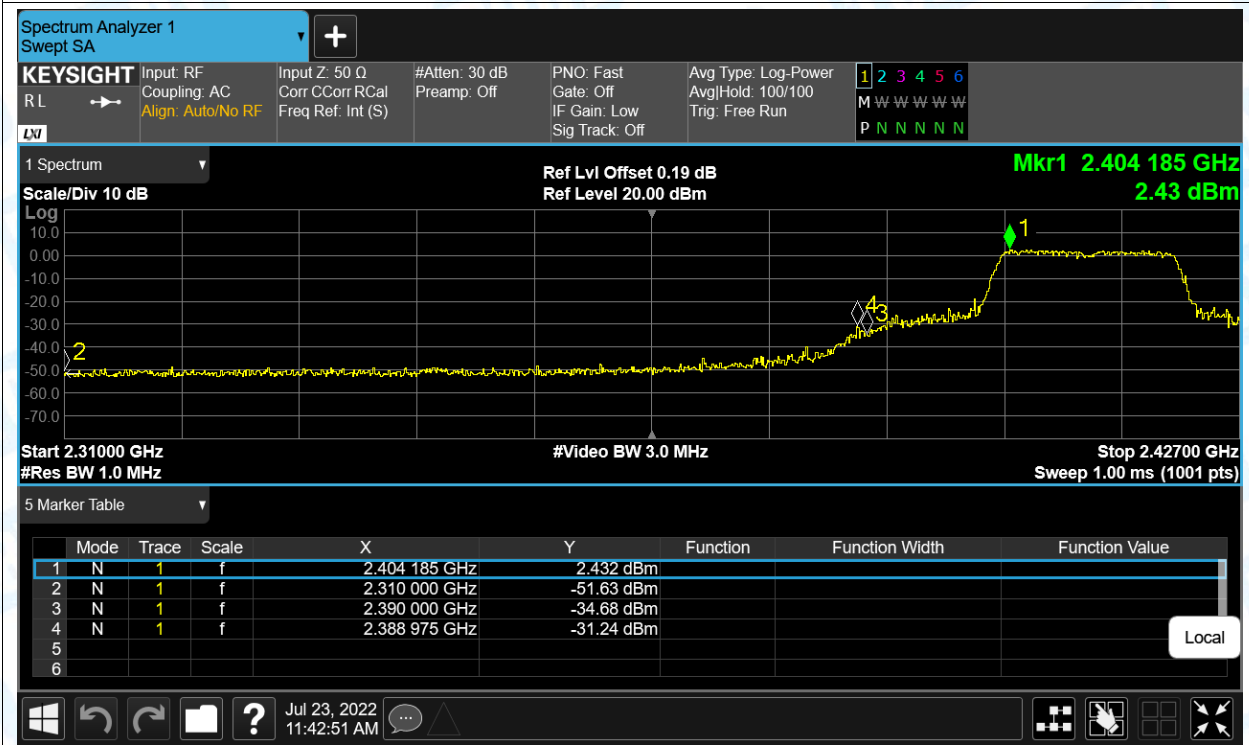 Spectrum Analyzer 1
Swept SA
KEYSIGHT
R L
LXI
Input: RF
Coupling: AC
Align: Auto/No RF
Input Z: 50 Ω
Corr CCorr RCal
Freq Ref: Int (S)
#Atten: 30 dB
Preamp: Off
PNO: Fast
Gate: Off
IF Gain: Low
Sig Track: Off
Avg Type: Log-Power
Avg|Hold: 100/100
Trig: Free Run
1 2 3 4 5 6
M W W W W W
P N N N N N
1 Spectrum
Scale/Div 10 dB
Ref Lvl Offset 0.19 dB
Ref Level 20.00 dBm
Mkr1 2.404 185 GHz
2.43 dBm
Log
10.0
0.00
-10.0
-20.0
-30.0
-40.0
-50.0
-60.0
-70.0
1
2
4
3
Start 2.31000 GHz
#Res BW 1.0 MHz
#Video BW 3.0 MHz
Stop 2.42700 GHz
Sweep 1.00 ms (1001 pts)
5 Marker Table
Mode Trace Scale X Y Function Function Width Function Value
1 N 1 f 2.404 185 GHz 2.432 dBm
2 N 1 f 2.310 000 GHz -51.63 dBm
3 N 1 f 2.390 000 GHz -34.68 dBm
4 N 1 f 2.388 975 GHz -31.24 dBm
5
6
Local
?
Jul 23, 2022
11:42:51 AM